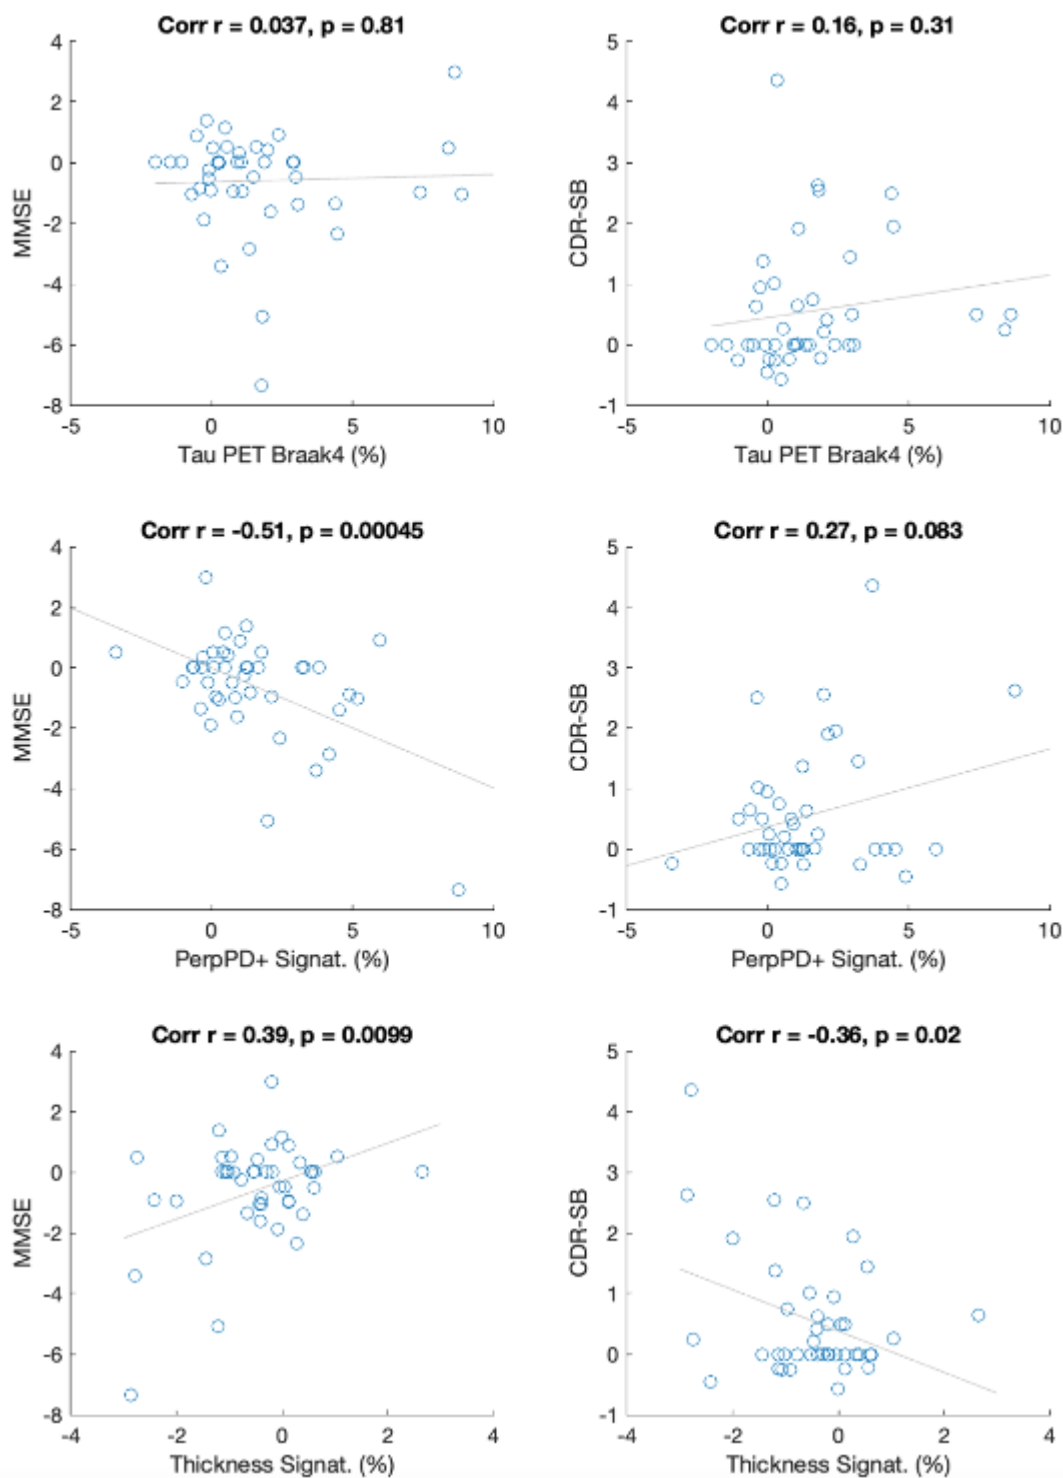 Corr r = 0.037, p = 0.81
4
2
0
-2
-4
-6
-8
MMSE
-5 0 5 10
Tau PET Braak4 (%)
Corr r = 0.16, p = 0.31
5
4
3
2
1
0
-1
CDR-SB
-5 0 5 10
Tau PET Braak4 (%)
Corr r = -0.51, p = 0.00045
4
2
0
-2
-4
-6
-8
MMSE
-5 0 5 10
PerpPD+ Signat. (%)
Corr r = 0.27, p = 0.083
5
4
3
2
1
0
-1
CDR-SB
-5 0 5 10
PerpPD+ Signat. (%)
Corr r = 0.39, p = 0.0099
4
2
0
-2
-4
-6
-8
MMSE
-4 -2 0 2 4
Thickness Signat. (%)
Corr r = -0.36, p = 0.02
5
4
3
2
1
0
-1
CDR-SB
-4 -2 0 2 4
Thickness Signat. (%)